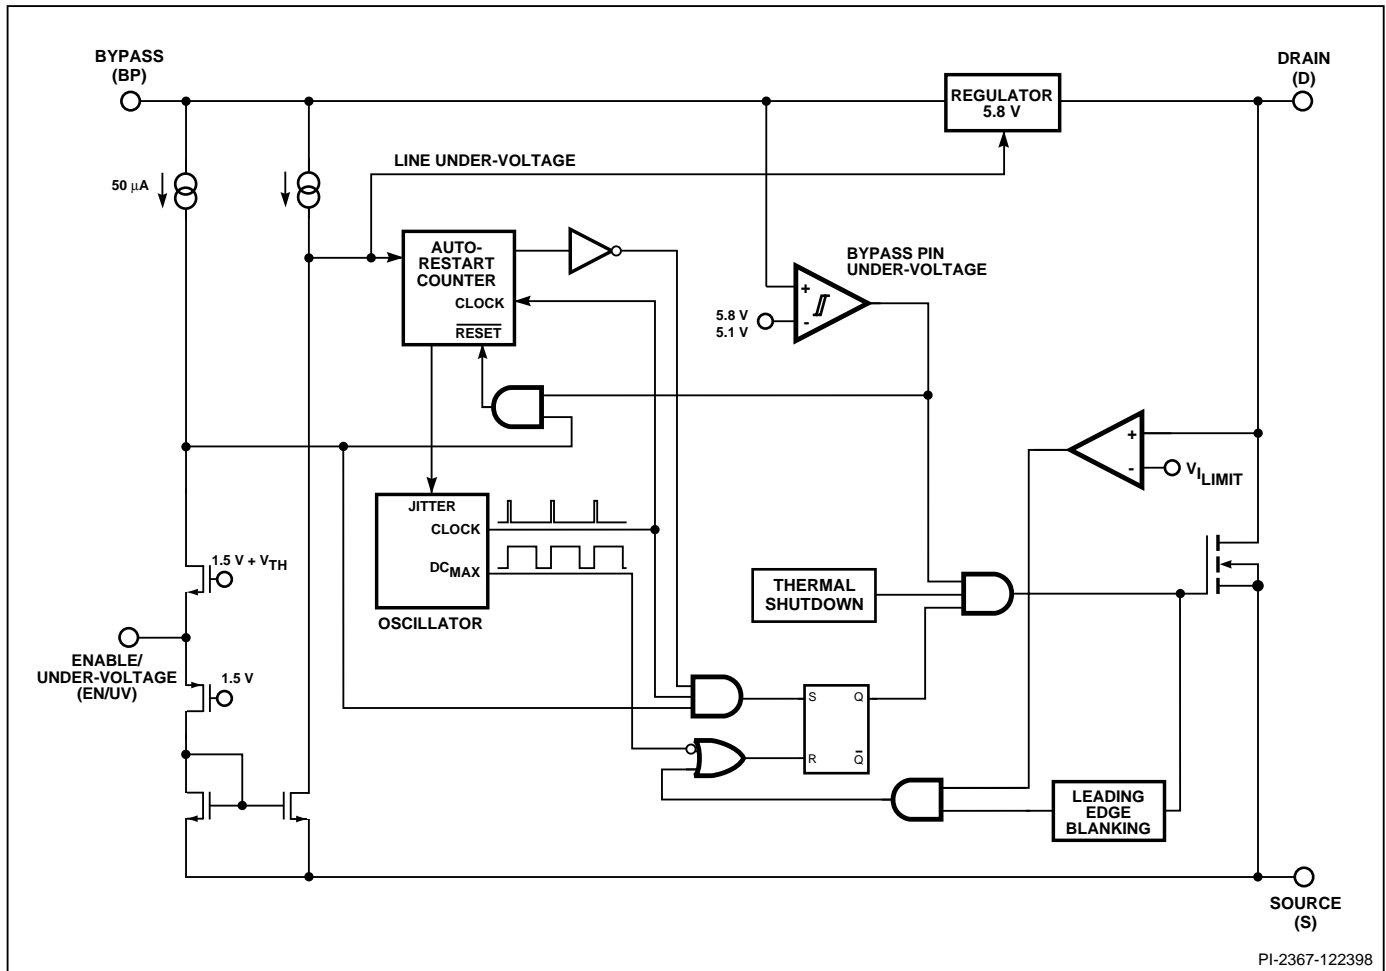 BYPASS
(BP)
DRAIN
(D)
REGULATOR
5.8 V
LINE UNDER-VOLTAGE
50 µA
AUTO-
RESTART
COUNTER
CLOCK
RESET
BYPASS PIN
UNDER-VOLTAGE
+
-
5.8 V
5.1 V
+
-
VILIMIT
JITTER
CLOCK
DCMAX
OSCILLATOR
1.5 V + VTH
THERMAL
SHUTDOWN
ENABLE/
UNDER-VOLTAGE
(EN/UV)
1.5 V
S Q
R Q̄
LEADING
EDGE
BLANKING
SOURCE
(S)
PI-2367-122398